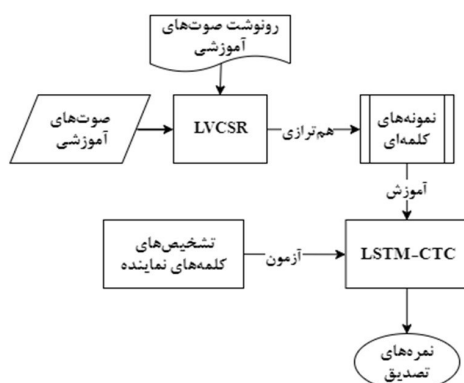 رونوشت صوت‌های
آموزشی
صوت‌های
آموزشی
LVCSR
هم‌ترازی
نمونه‌های
کلمه‌ای
آموزش
تشخیص‌های
کلمه‌های نماینده
آزمون
LSTM-CTC
نمره‌های
تصدیق